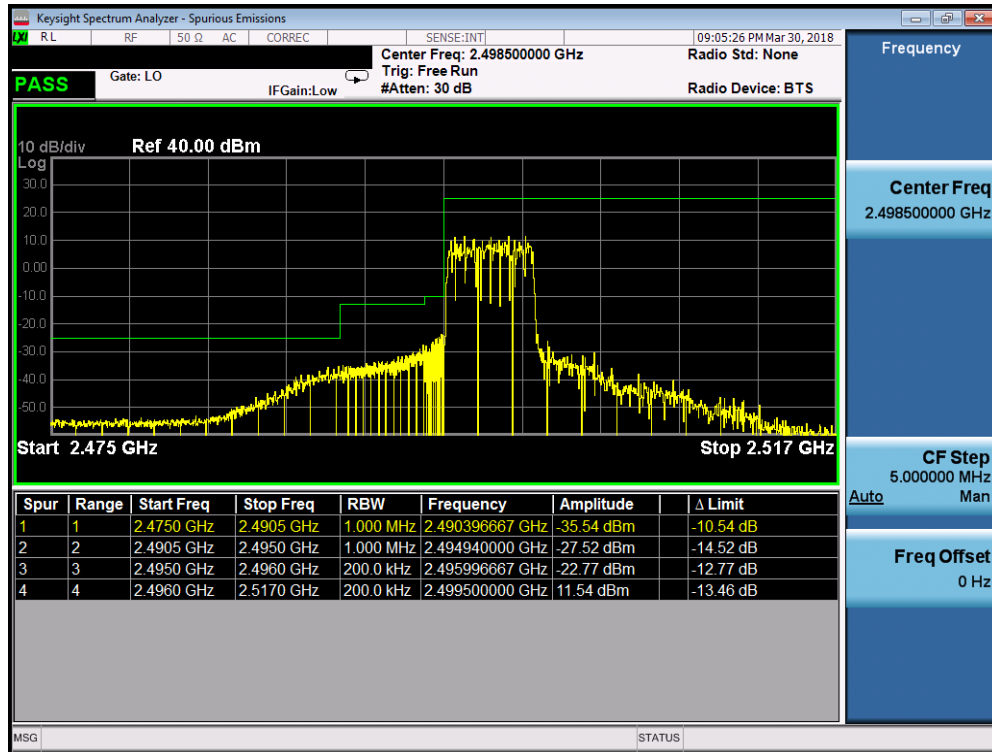 Keysight Spectrum Analyzer - Spurious Emissions
LXI RL RF 50 Ω AC CORREC SENSE:INT 09:05:26 PM Mar 30, 2018
Center Freq: 2.498500000 GHz Radio Std: None
Gate: LO Trig: Free Run
PASS IFGain:Low #Atten: 30 dB Radio Device: BTS
Frequency
10 dB/div Ref 40.00 dBm
Log
30.0
20.0
10.0
0.00
-10.0
-20.0
-30.0
-40.0
-50.0
Start 2.475 GHz Stop 2.517 GHz
Spur Range Start Freq Stop Freq RBW Frequency Amplitude Δ Limit
1 1 2.4750 GHz 2.4905 GHz 1.000 MHz 2.490396667 GHz -35.54 dBm -10.54 dB
2 2 2.4905 GHz 2.4950 GHz 1.000 MHz 2.494940000 GHz -27.52 dBm -14.52 dB
3 3 2.4950 GHz 2.4960 GHz 200.0 kHz 2.495996667 GHz -22.77 dBm -12.77 dB
4 4 2.4960 GHz 2.5170 GHz 200.0 kHz 2.499500000 GHz 11.54 dBm -13.46 dB
Center Freq
2.498500000 GHz
CF Step
5.000000 MHz
Auto Man
Freq Offset
0 Hz
MSG STATUS